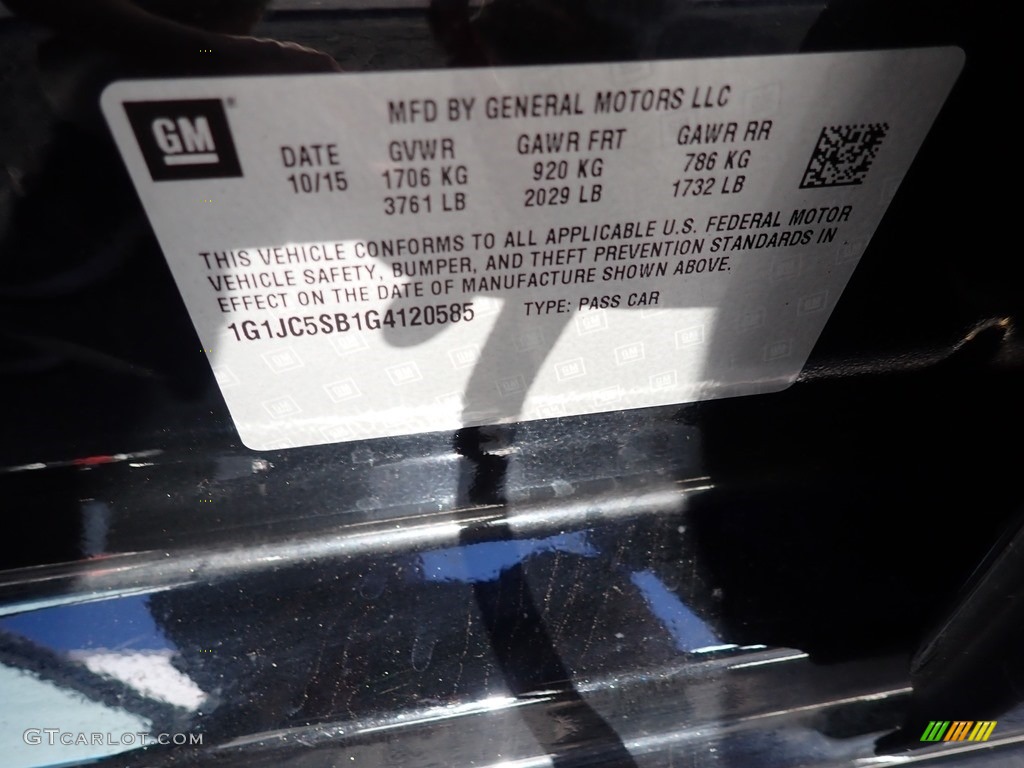 MFD BY GENERAL MOTORS LLC
GM®
DATE GVWR GAWR FRT GAWR RR
10/15 1706 KG 920 KG 786 KG
3761 LB 2029 LB 1732 LB
THIS VEHICLE CONFORMS TO ALL APPLICABLE U.S. FEDERAL MOTOR
VEHICLE SAFETY, BUMPER, AND THEFT PREVENTION STANDARDS IN
EFFECT ON THE DATE OF MANUFACTURE SHOWN ABOVE.
1G1JC5SB1G4120585 TYPE: PASS CAR
GTCARLOT.COM